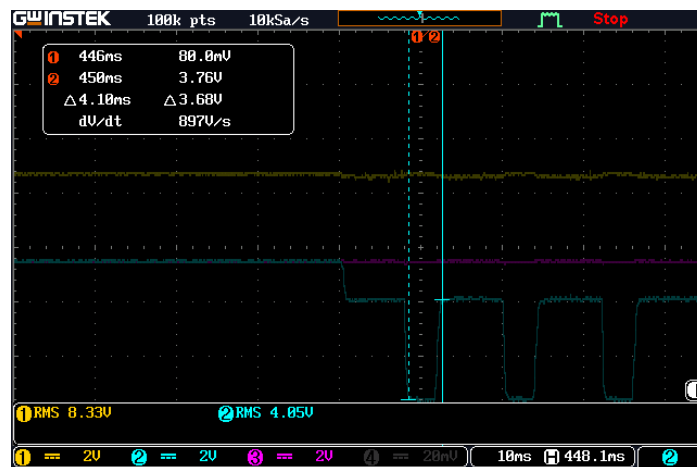 GWINSTEK 100k pts 10kSa/s Stop
1 2
1 446ms 80.0mV
2 450ms 3.76V
△4.10ms △3.68V
dV/dt 897V/s
1 RMS 8.33V 2 RMS 4.05V
1 2V 2 2V 3 2V 4 20mV 10ms H 448.1ms 2